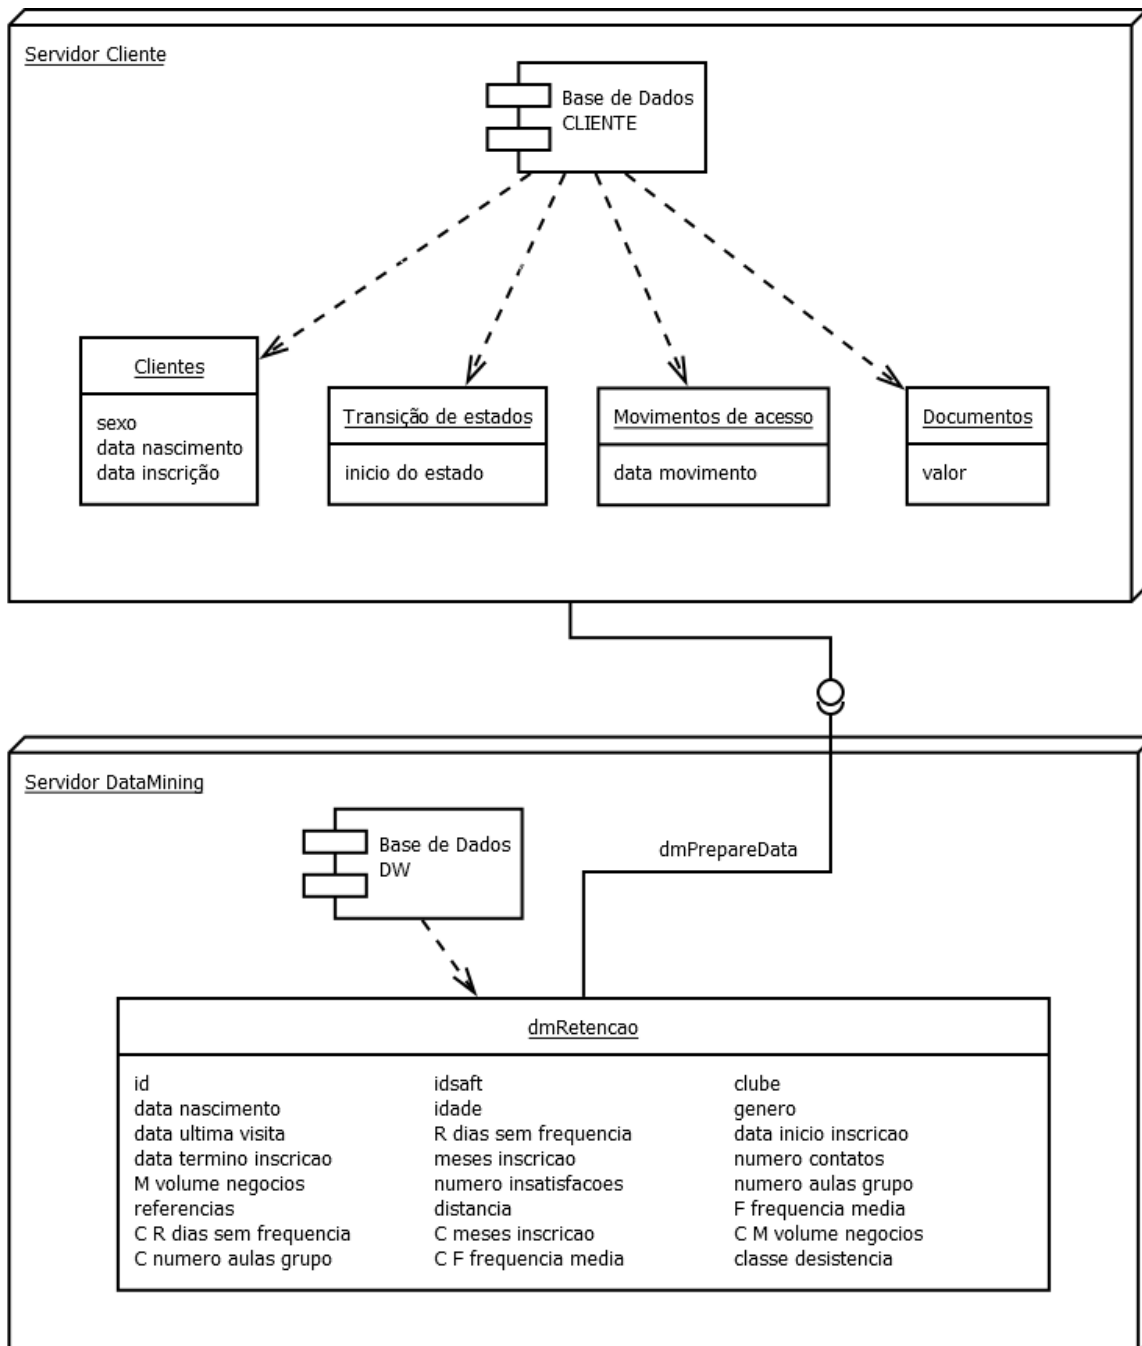 Servidor Cliente
Base de Dados
CLIENTE
Clientes
sexo
data nascimento
data inscrição
Transição de estados
inicio do estado
Movimentos de acesso
data movimento
Documentos
valor
Servidor DataMining
Base de Dados
DW
dmPrepareData
dmRetencao
id idsaft clube
data nascimento idade genero
data ultima visita R dias sem frequencia data inicio inscricao
data termino inscricao meses inscricao numero contatos
M volume negocios numero insatisfacoes numero aulas grupo
referencias distancia F frequencia media
C R dias sem frequencia C meses inscricao C M volume negocios
C numero aulas grupo C F frequencia media classe desistencia